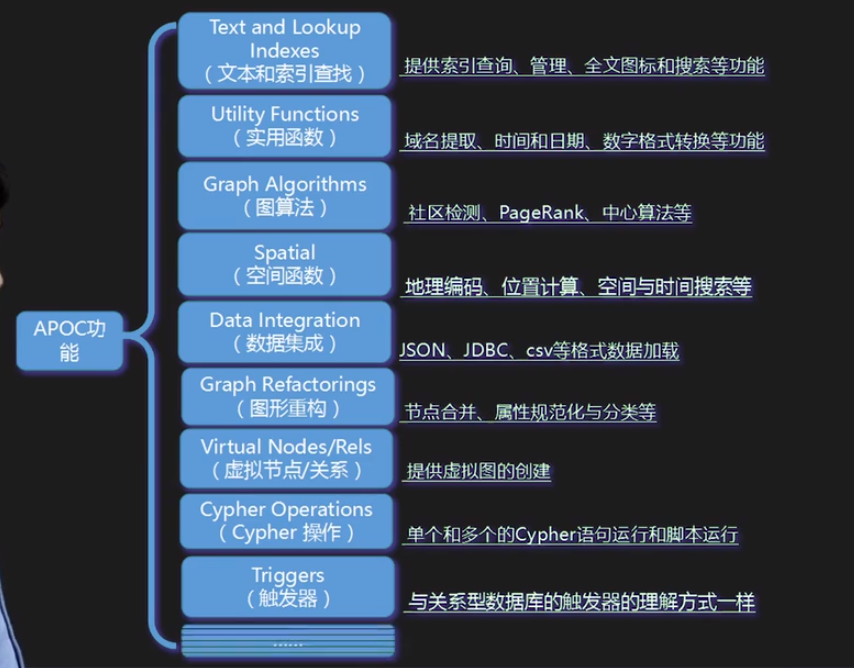 Text and Lookup
Indexes
（文本和索引查找）
提供索引查询、管理、全文图标和搜索等功能
Utility Functions
（实用函数）
域名提取、时间和日期、数字格式转换等功能
Graph Algorithms
（图算法）
社区检测、PageRank、中心算法等
Spatial
（空间函数）
地理编码、位置计算、空间与时间搜索等
APOC功
能
Data Integration
（数据集成）
JSON、JDBC、csv等格式数据加载
Graph Refactorings
（图形重构）
节点合并、属性规范化与分类等
Virtual Nodes/Rels
（虚拟节点/关系）
提供虚拟图的创建
Cypher Operations
（Cypher 操作）
单个和多个的Cypher语句运行和脚本运行
Triggers
（触发器）
与关系型数据库的触发器的理解方式一样
......